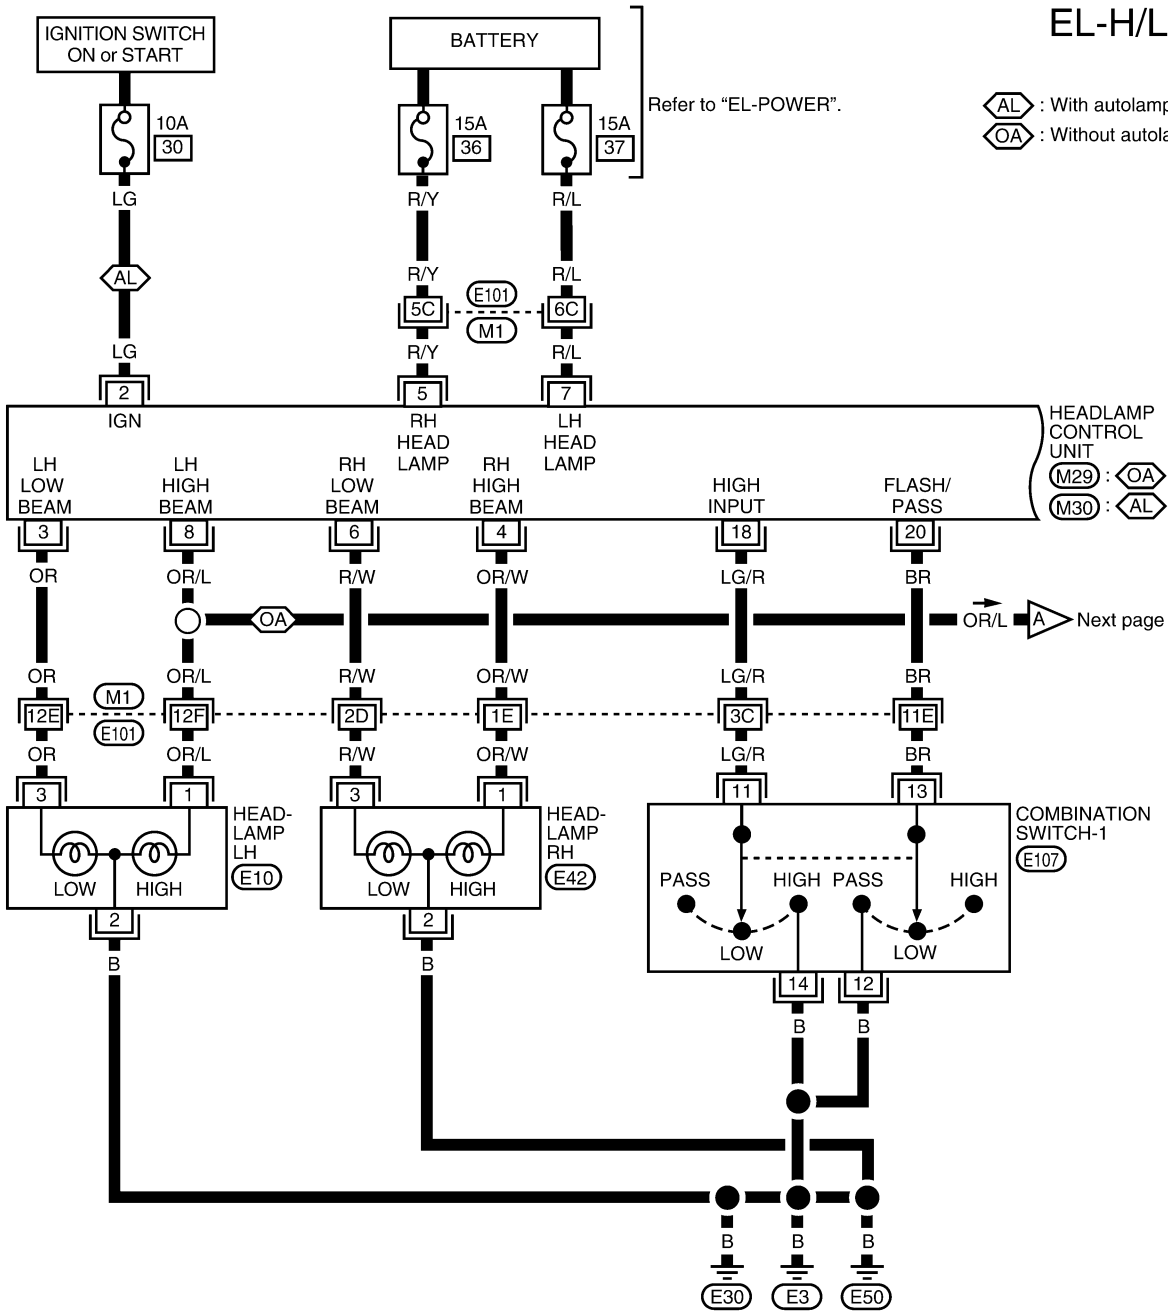 EL-H/L
IGNITION SWITCH
ON or START
BATTERY
Refer to “EL-POWER”.
AL : With autolamp
OA : Without autola
10A
30
15A
36
15A
37
LG
R/Y
R/L
AL
R/Y
R/L
5C
E101
6C
M1
LG
R/Y
R/L
2
5
7
IGN
RH
HEAD
LAMP
LH
HEAD
LAMP
HEADLAMP
CONTROL
UNIT
M29 : OA
M30 : AL
LH
LOW
BEAM
LH
HIGH
BEAM
RH
LOW
BEAM
RH
HIGH
BEAM
HIGH
INPUT
FLASH/
PASS
3
8
6
4
18
20
OR
OR/L
R/W
OR/W
LG/R
BR
OA
OR/L
A
Next page
OR
OR/L
R/W
OR/W
LG/R
BR
M1
12E
12F
2D
1E
3C
11E
E101
OR
OR/L
R/W
OR/W
LG/R
BR
3
1
3
1
11
13
HEAD-
LAMP
LH
E10
HEAD-
LAMP
RH
E42
COMBINATION
SWITCH-1
E107
LOW
HIGH
LOW
HIGH
PASS
HIGH
PASS
HIGH
LOW
LOW
2
2
14
12
B
B
B
B
B
B
B
E30
E3
E50